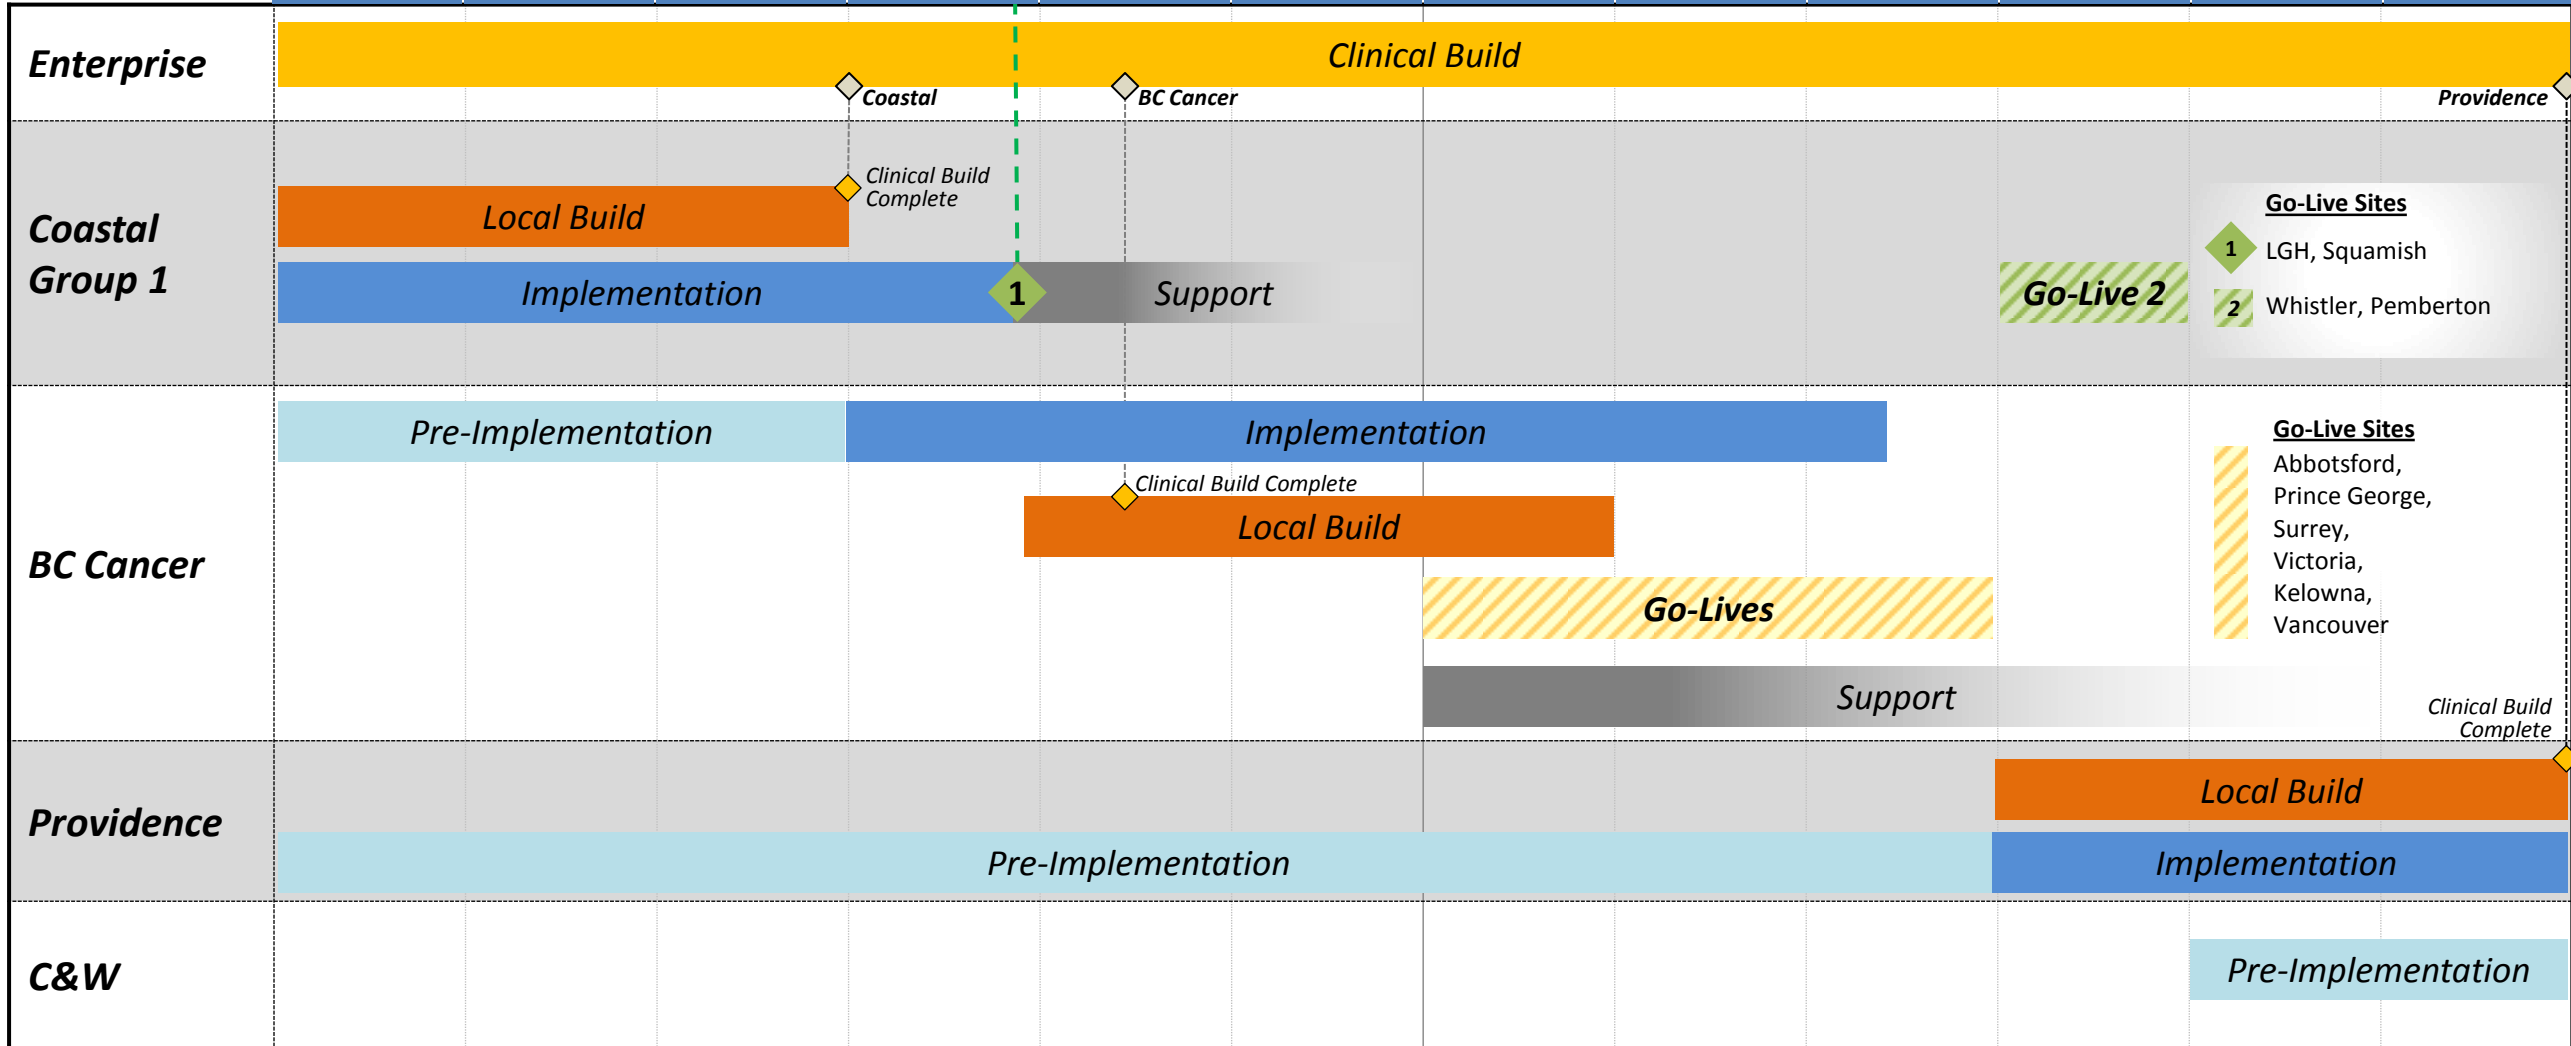 Enterprise
Clinical Build
Coastal
BC Cancer
Providence
Coastal
Group 1
Local Build
Clinical Build
Complete
Implementation
1
Support
Go-Live 2
Go-Live Sites
1 LGH, Squamish
2 Whistler, Pemberton
BC Cancer
Pre-Implementation
Implementation
Clinical Build Complete
Local Build
Go-Lives
Support
Go-Live Sites
Abbotsford,
Prince George,
Surrey,
Victoria,
Kelowna,
Vancouver
Clinical Build
Complete
Providence
Local Build
Pre-Implementation
Implementation
C&W
Pre-Implementation